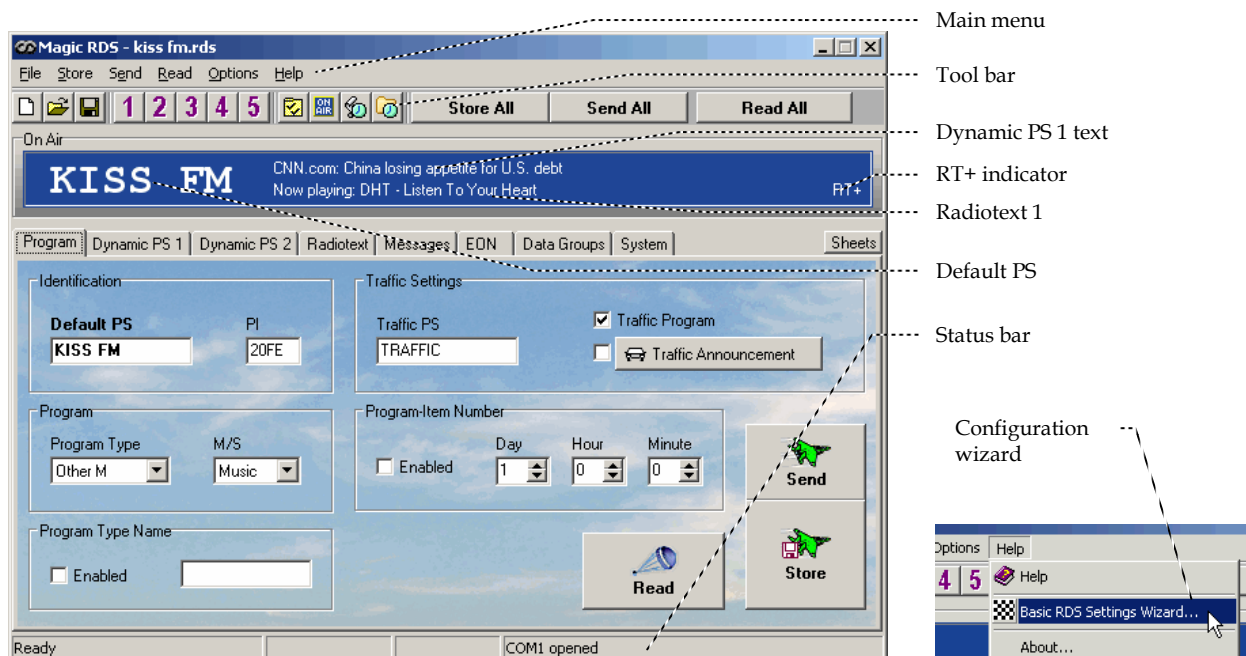 Main menu
Magic RDS - kiss fm.rds
File Store Send Read Options Help
Tool bar
1 2 3 4 5 ON AIR Store All Send All Read All
Dynamic PS 1 text
On Air
KISS FM
CNN.com: China losing appetite for U.S. debt
Now playing: DHT - Listen To Your Heart
RT+
RT+ indicator
Radiotext 1
Program Dynamic PS 1 Dynamic PS 2 Radiotext Messages EON Data Groups System Sheets
Default PS
Identification
Default PS PI
KISS FM 20FE
Traffic Settings
Traffic PS
TRAFFIC
Traffic Program
Traffic Announcement
Status bar
Program
Program Type M/S
Other M Music
Program-Item Number
Day Hour Minute
Enabled 1 0 0
Send
Configuration
wizard
Program Type Name
Enabled
Read
Store
Options Help
4 5 Help
Basic RDS Settings Wizard...
About...
Ready COM1 opened